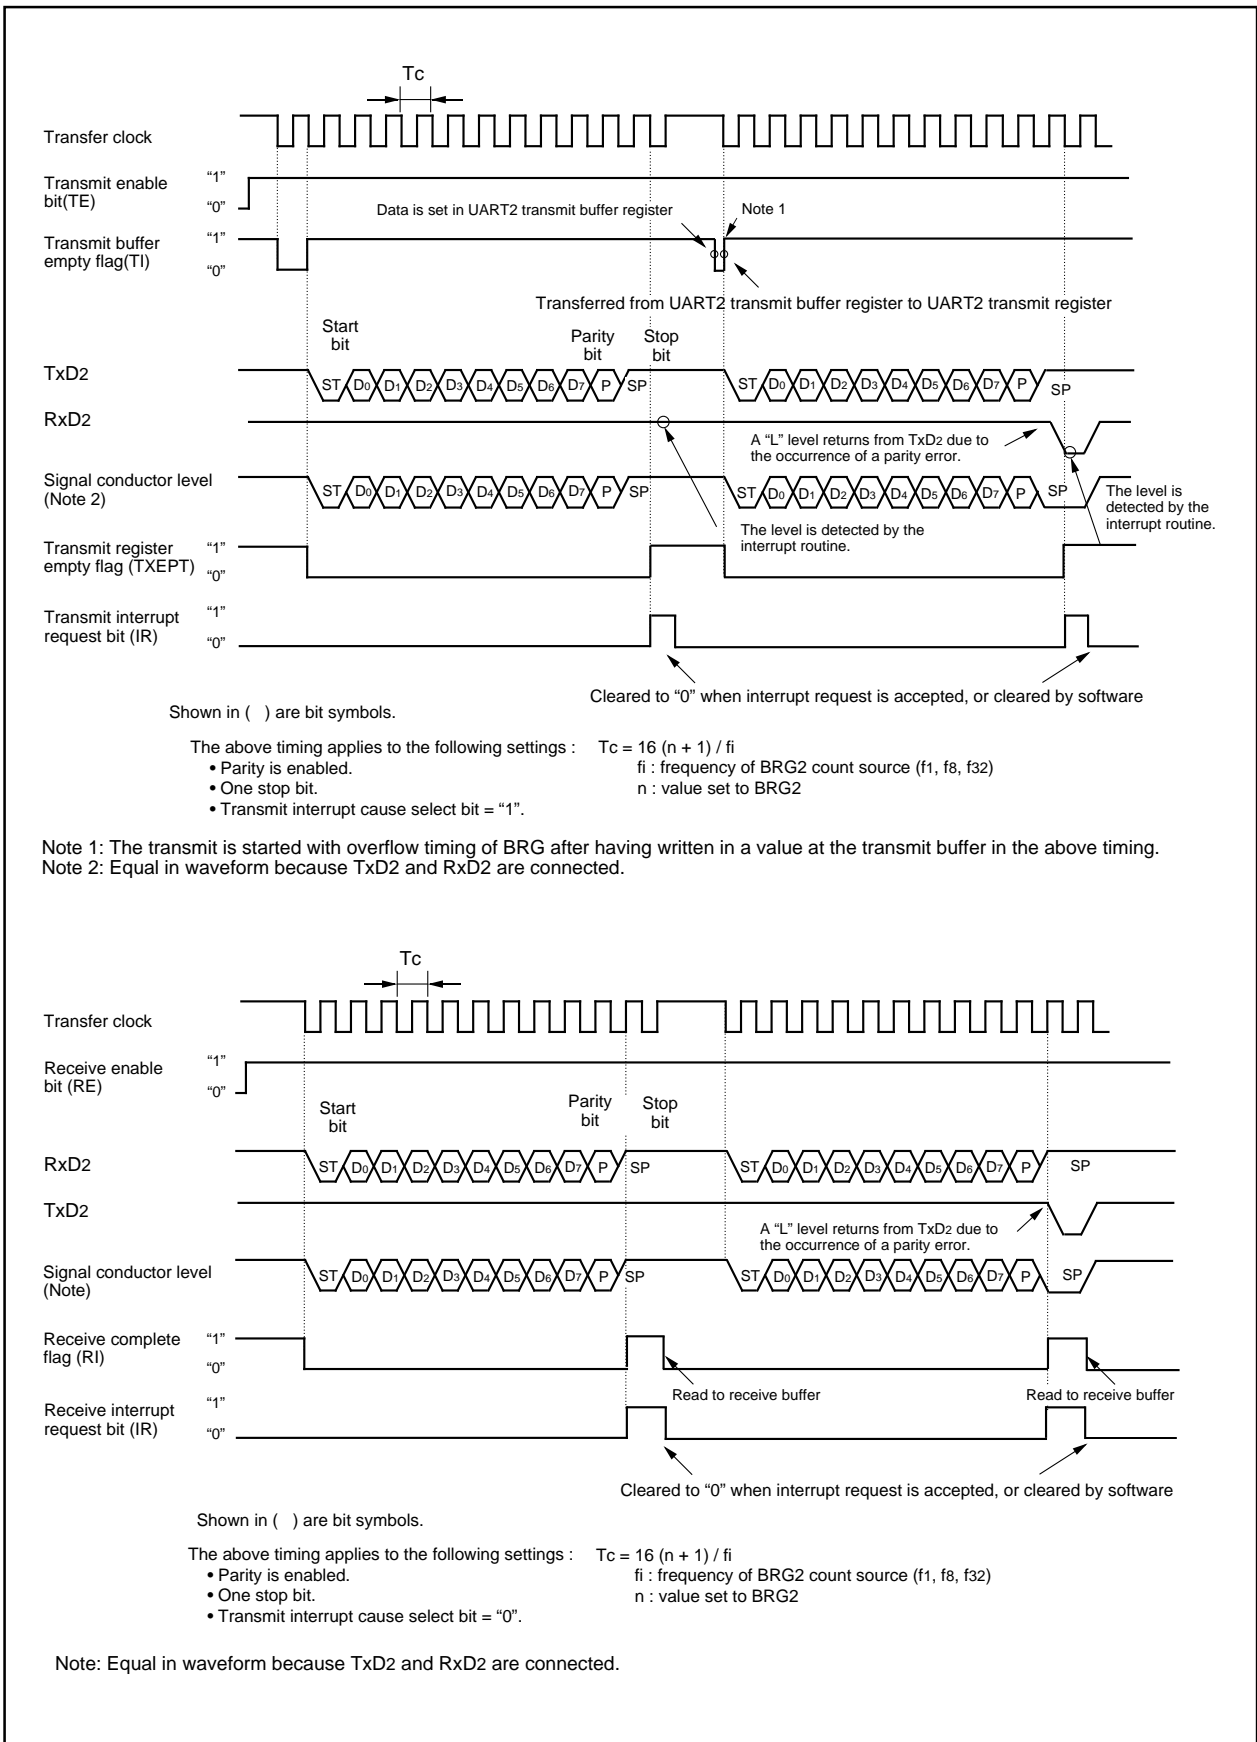 Tc
Transfer clock
Transmit enable
bit(TE)
“1”
“0”
Data is set in UART2 transmit buffer register
Note 1
Transmit buffer
empty flag(TI)
“1”
“0”
Transferred from UART2 transmit buffer register to UART2 transmit register
Start
bit
Parity
bit
Stop
bit
TxD2
ST D0 D1 D2 D3 D4 D5 D6 D7 P SP
ST D0 D1 D2 D3 D4 D5 D6 D7 P SP
RxD2
A “L” level returns from TxD2 due to
the occurrence of a parity error.
Signal conductor level
(Note 2)
ST D0 D1 D2 D3 D4 D5 D6 D7 P SP
ST D0 D1 D2 D3 D4 D5 D6 D7 P SP
The level is
detected by the
interrupt routine.
The level is detected by the
interrupt routine.
Transmit register
empty flag (TXEPT)
“1”
“0”
Transmit interrupt
request bit (IR)
“1”
“0”
Cleared to “0” when interrupt request is accepted, or cleared by software
Shown in (   ) are bit symbols.
The above timing applies to the following settings :
• Parity is enabled.
• One stop bit.
• Transmit interrupt cause select bit = “1”.
Tc = 16 (n + 1) / fi
fi : frequency of BRG2 count source (f1, f8, f32)
n : value set to BRG2
Note 1: The transmit is started with overflow timing of BRG after having written in a value at the transmit buffer in the above timing.
Note 2: Equal in waveform because TxD2 and RxD2 are connected.
Tc
Transfer clock
Receive enable
bit (RE)
“1”
“0”
Start
bit
Parity
bit
Stop
bit
RxD2
ST D0 D1 D2 D3 D4 D5 D6 D7 P SP
ST D0 D1 D2 D3 D4 D5 D6 D7 P SP
TxD2
A “L” level returns from TxD2 due to
the occurrence of a parity error.
Signal conductor level
(Note)
ST D0 D1 D2 D3 D4 D5 D6 D7 P SP
ST D0 D1 D2 D3 D4 D5 D6 D7 P SP
Receive complete
flag (RI)
“1”
“0”
Read to receive buffer
Read to receive buffer
Receive interrupt
request bit (IR)
“1”
“0”
Cleared to “0” when interrupt request is accepted, or cleared by software
Shown in (   ) are bit symbols.
The above timing applies to the following settings :
• Parity is enabled.
• One stop bit.
• Transmit interrupt cause select bit = “0”.
Tc = 16 (n + 1) / fi
fi : frequency of BRG2 count source (f1, f8, f32)
n : value set to BRG2
Note: Equal in waveform because TxD2 and RxD2 are connected.